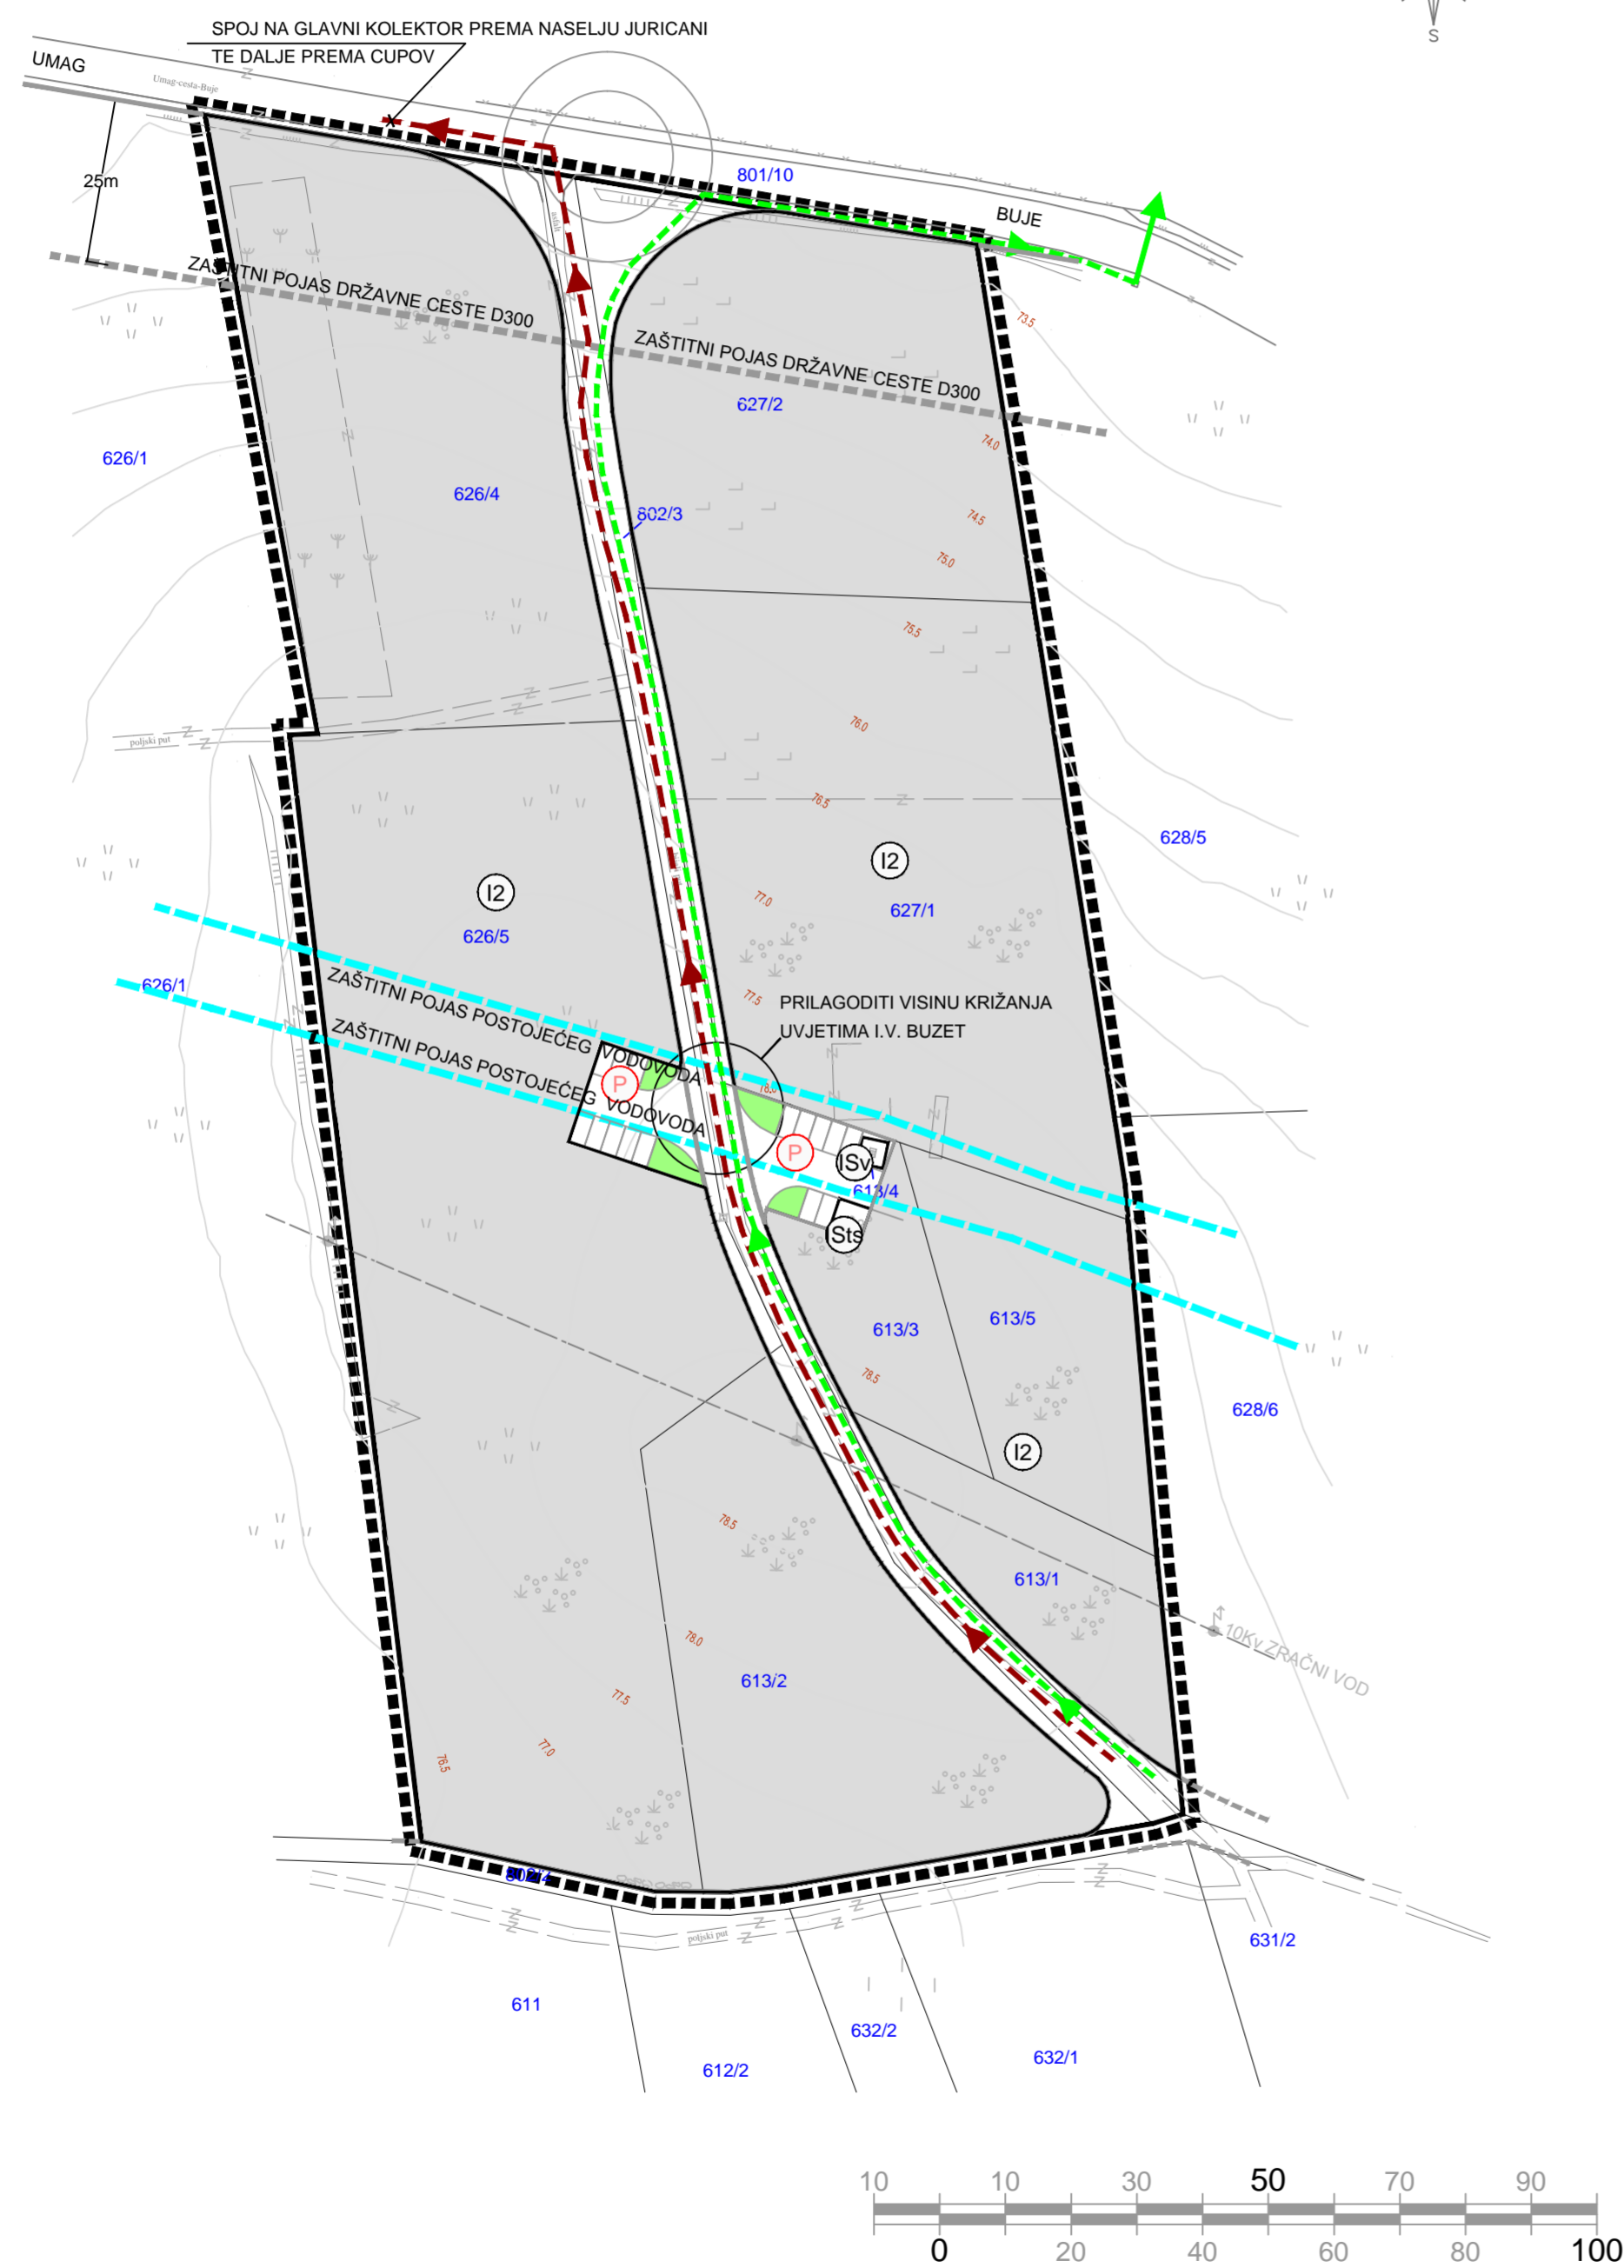 S
SPOJ NA GLAVNI KOLEKTOR PREMA NASELJU JURICANI
TE DALJE PREMA CUPOV
UMAG
Umag-cesta-Buje
x
25m
801/10
BUJE
asfalt
ZAŠTITNI POJAS DRŽAVNE CESTE D300
ZAŠTITNI POJAS DRŽAVNE CESTE D300
73.5
627/2
74.0
626/1
626/4
802/3
74.5
75.0
75.5
76.0
poljski put
76.5
628/5
I2
I2
77.0
627/1
626/5
626/1
ZAŠTITNI POJAS POSTOJEĆEG VODOVODA
77.5
PRILAGODITI VISINU KRIŽANJA
UVJETIMA I.V. BUZET
ZAŠTITNI POJAS POSTOJEĆEG VODOVODA
P
78.0
P
ISv
613/4
Sts
613/3
613/5
78.5
628/6
I2
78.5
613/1
10Kv ZRAČNI VOD
78.0
613/2
77.5
77.0
76.5
poljski put
631/2
611
632/2
632/1
612/2
10 10 30 50 70 90
0 20 40 60 80 100